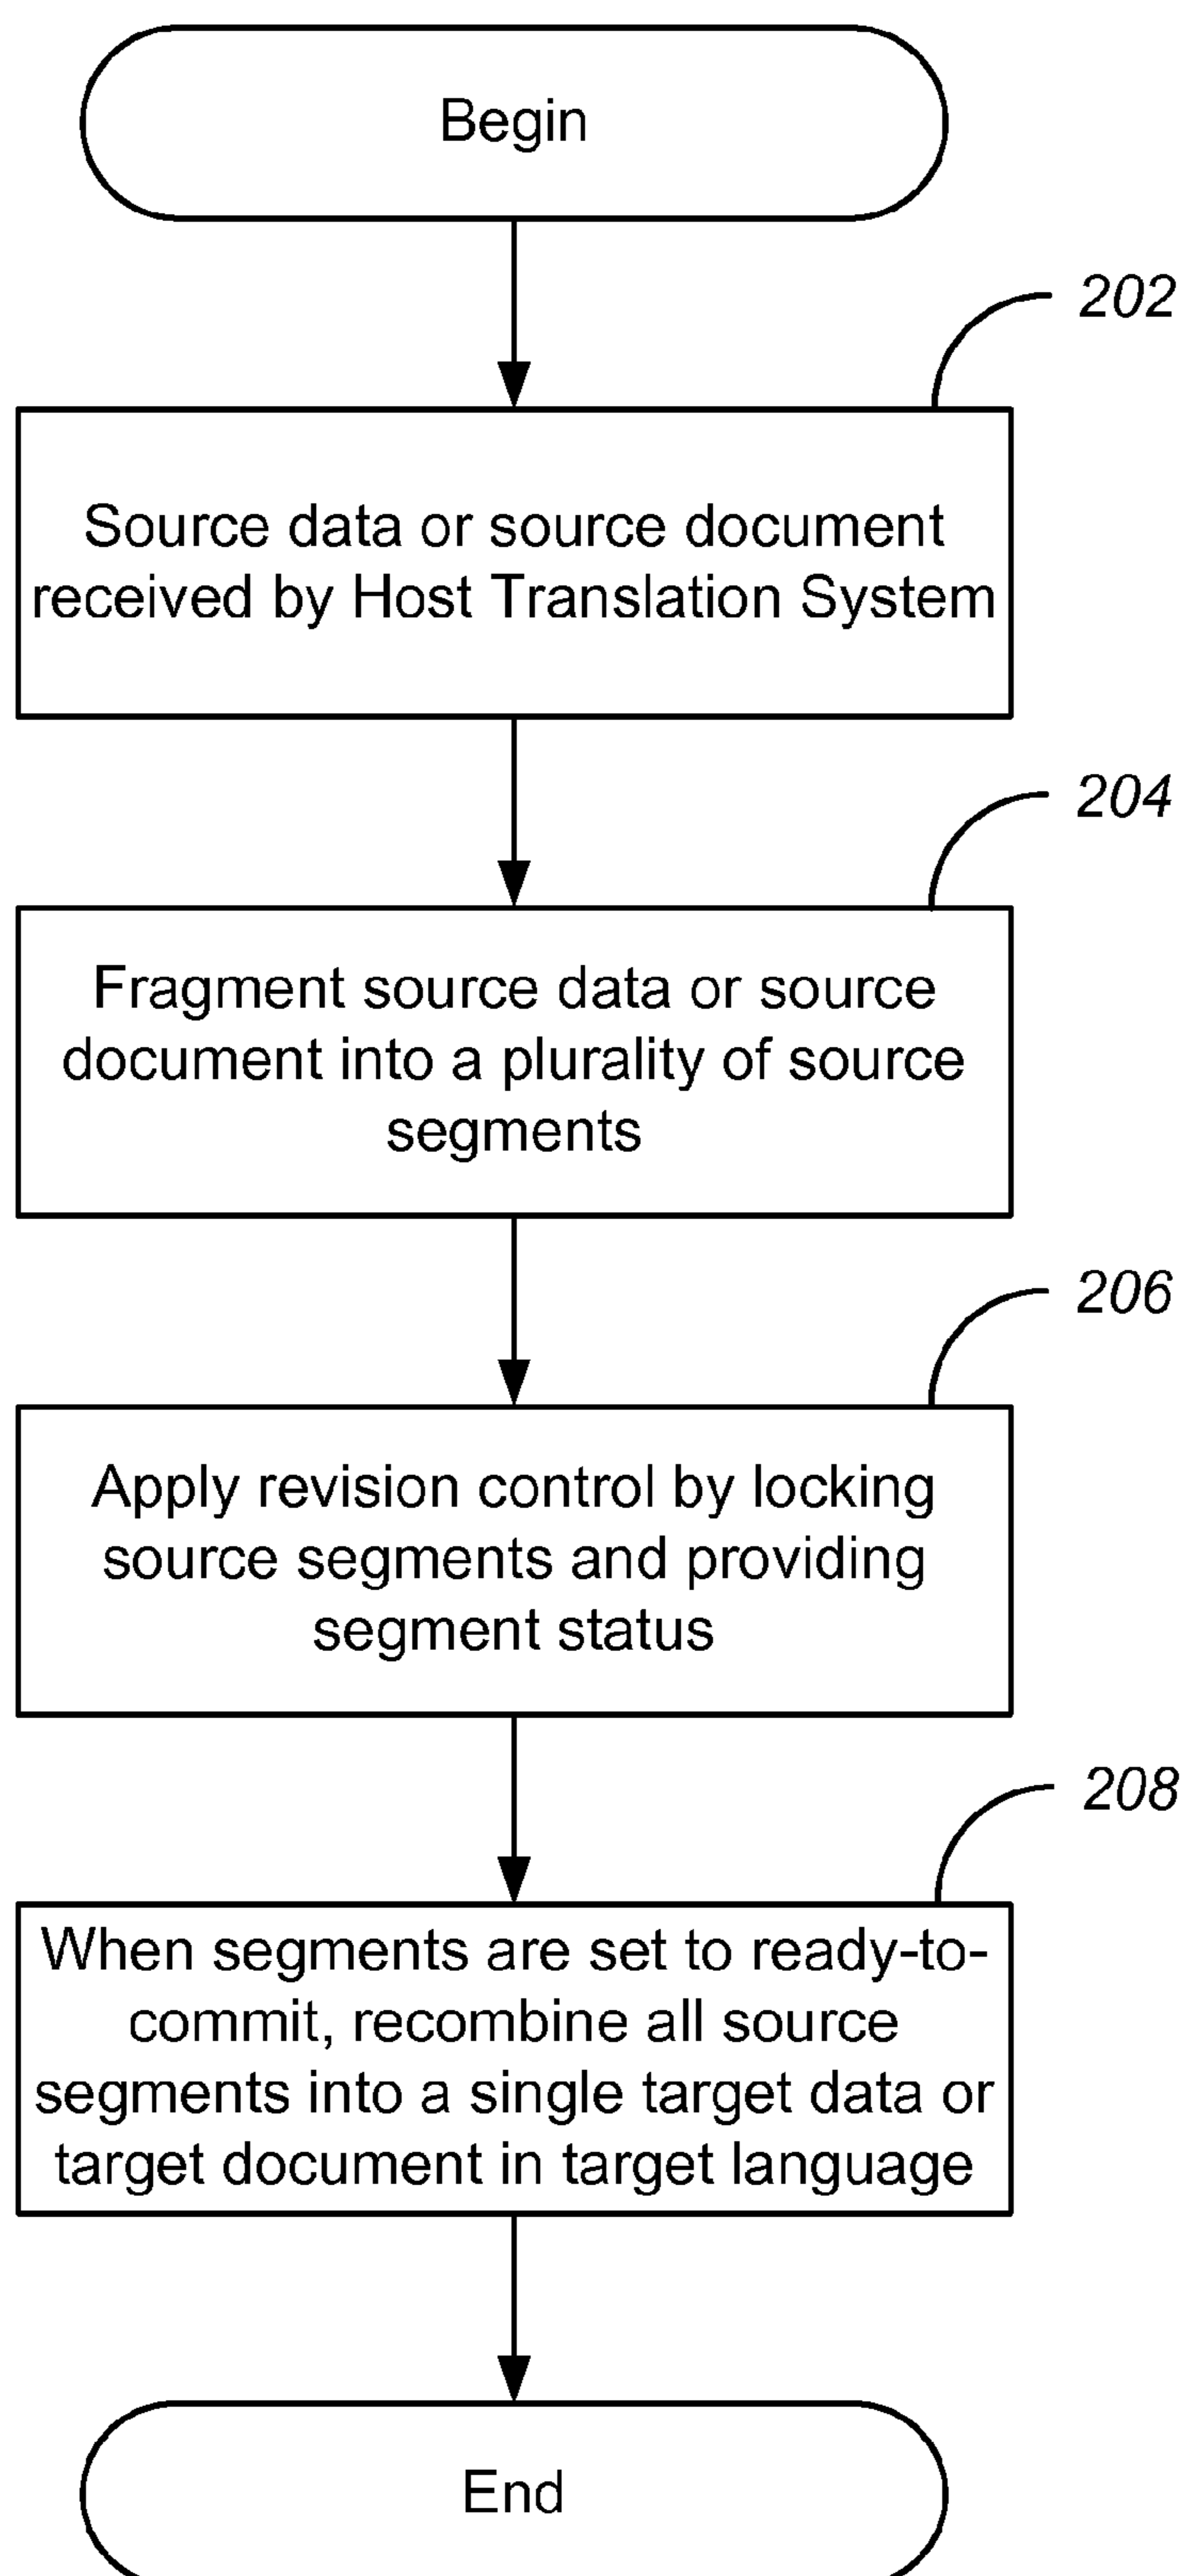 Begin
202
Source data or source document
received by Host Translation System
204
Fragment source data or source
document into a plurality of source
segments
206
Apply revision control by locking
source segments and providing
segment status
208
When segments are set to ready-to-
commit, recombine all source
segments into a single target data or
target document in target language
End